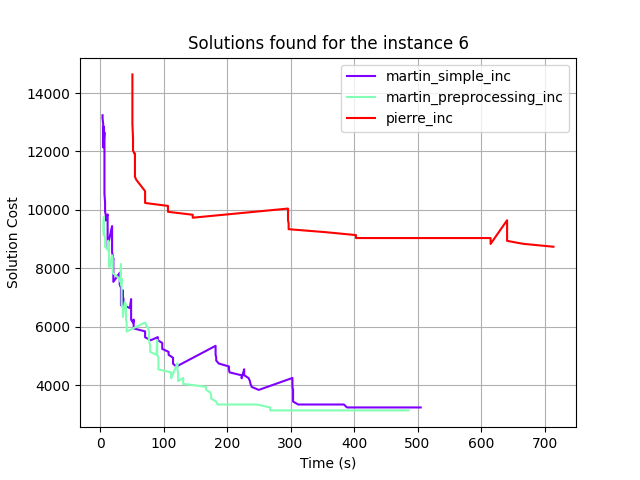 Solutions found for the instance 6
martin_simple_inc
martin_preprocessing_inc
pierre_inc
Solution Cost
14000
12000
10000
8000
6000
4000
0
100
200
300
400
500
600
700
Time (s)